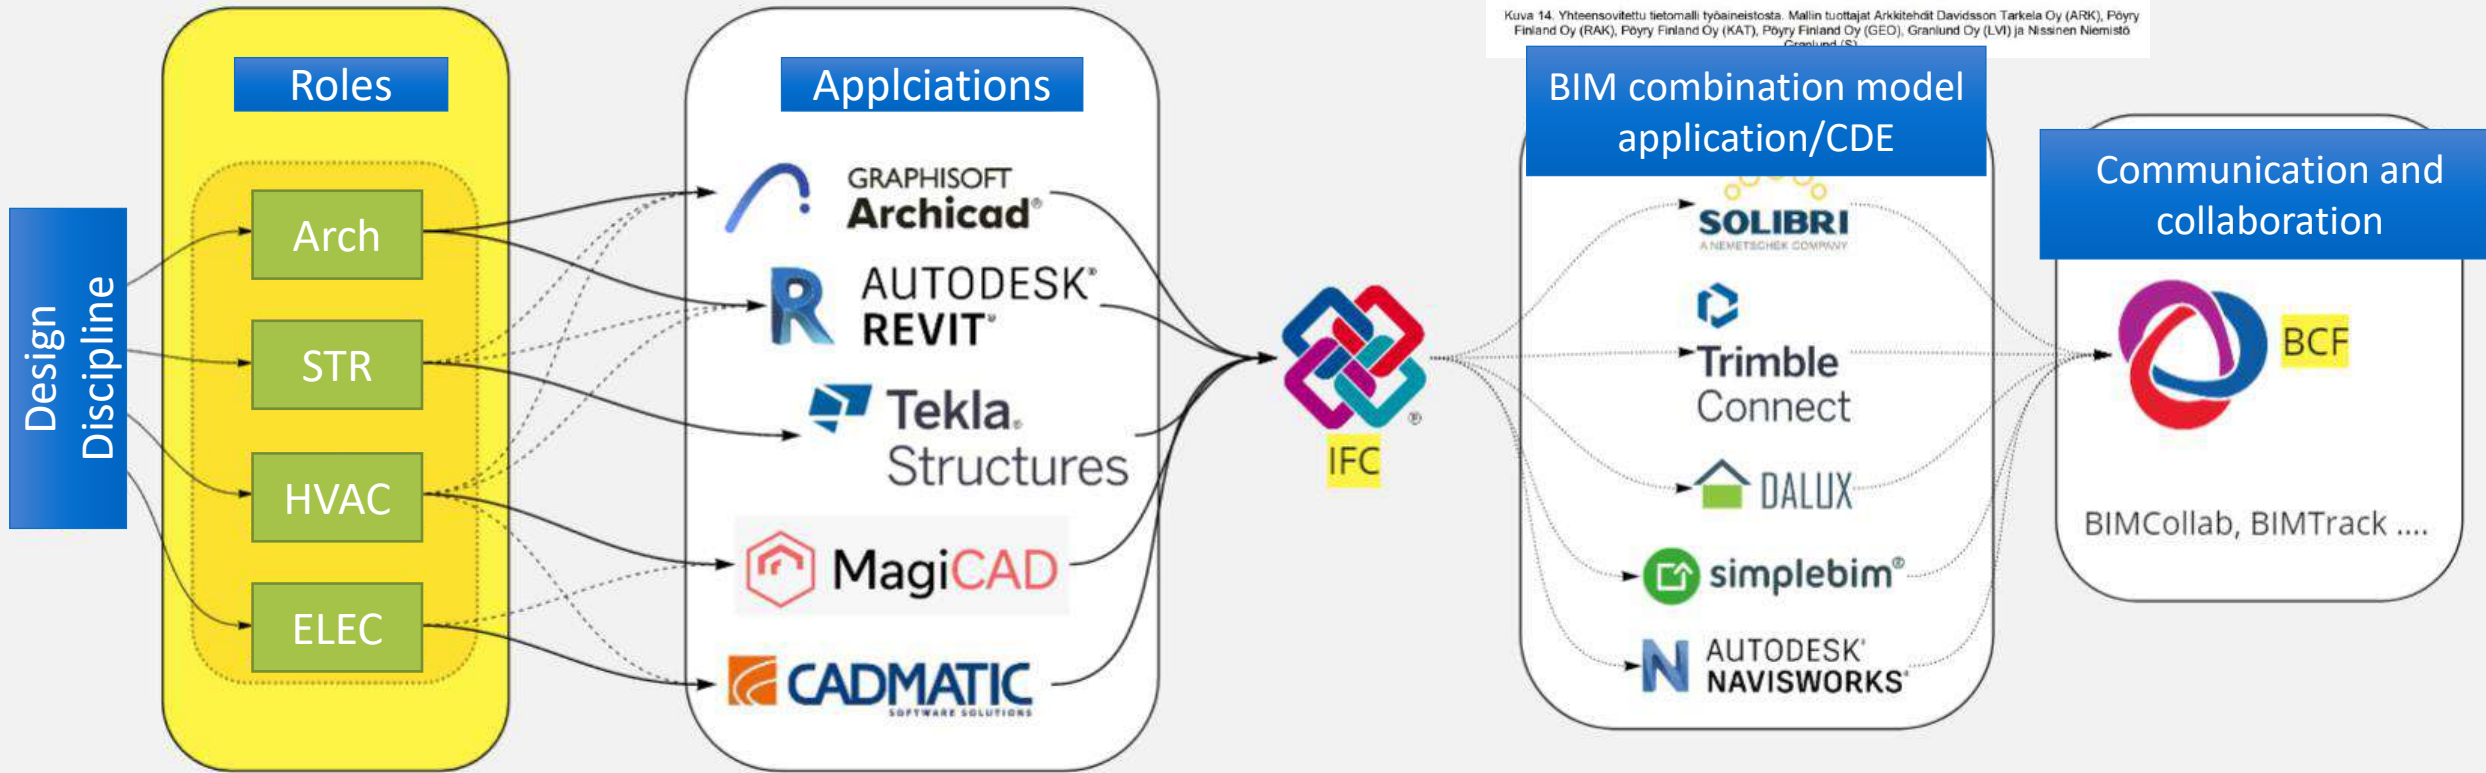 Kuva 14. Yhteensovitettu tietomalli työaineistosta. Mallin tuottajat Arkkitehdit Davidsson Tarkela Oy (ARK), Pöyry
Finland Oy (RAK), Pöyry Finland Oy (KAT), Pöyry Finland Oy (GEO), Granlund Oy (LVI) ja Nissinen Niemistö
Granlund (S)
Design
Discipline
Roles
Arch
STR
HVAC
ELEC
Applciations
GRAPHISOFT
Archicad®
AUTODESK®
REVIT®
Tekla®
Structures
MagiCAD
CADMATIC
SOFTWARE SOLUTIONS
®
IFC
BIM combination model
application/CDE
SOLIBRI
A NEMETSCHEK COMPANY
Trimble
Connect
DALUX
simplebim®
AUTODESK®
NAVISWORKS®
Communication and
collaboration
BCF
BIMCollab, BIMTrack ....